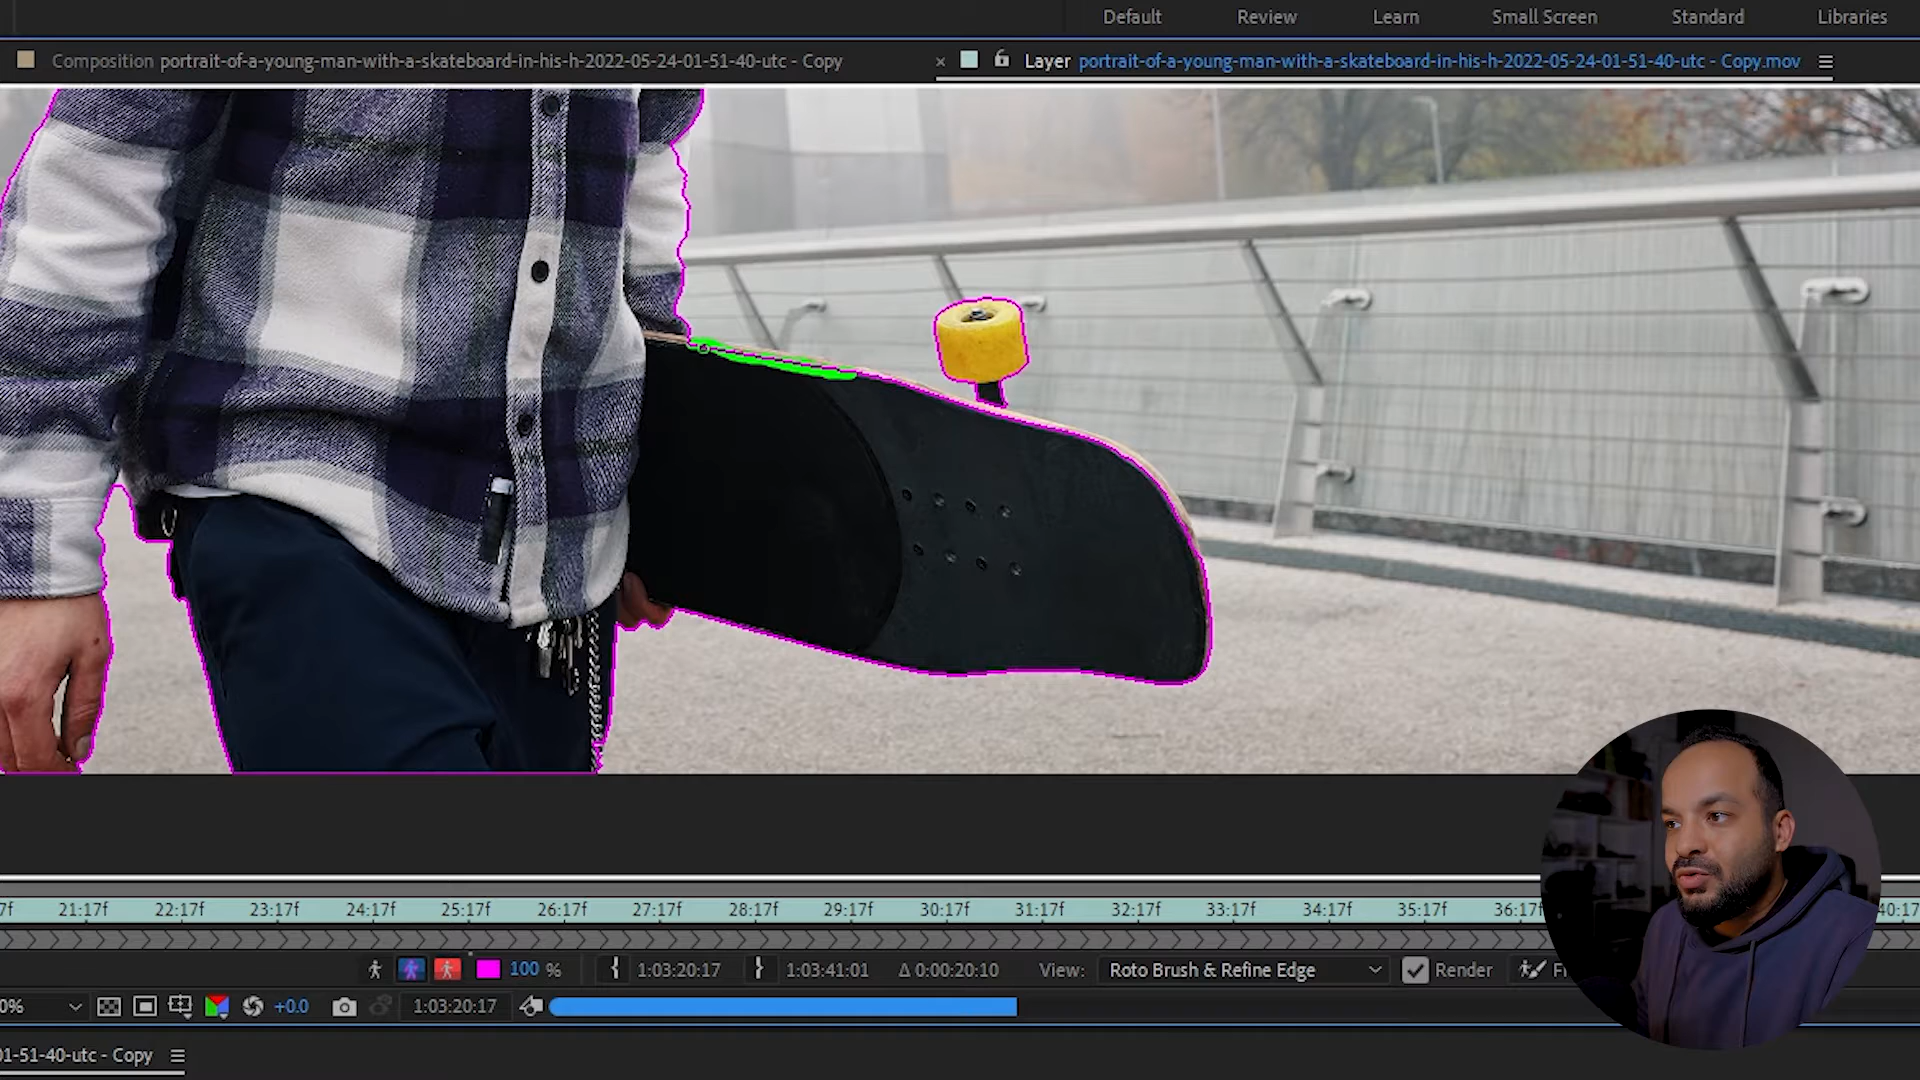 Default Review Learn Small Screen Standard Libraries
Composition portrait-of-a-young-man-with-a-skateboard-in-his-h-2022-05-24-01-51-40-utc - Copy × Layer portrait-of-a-young-man-with-a-skateboard-in-his-h-2022-05-24-01-51-40-utc - Copy.mov
7f 21:17f 22:17f 23:17f 24:17f 25:17f 26:17f 27:17f 28:17f 29:17f 30:17f 31:17f 32:17f 33:17f 34:17f 35:17f 36:17f 40:17
100 % { 1:03:20:17 } 1:03:41:01 Δ 0:00:20:10 View: Roto Brush & Refine Edge Render
0% +0.0 1:03:20:17
01-51-40-utc - Copy